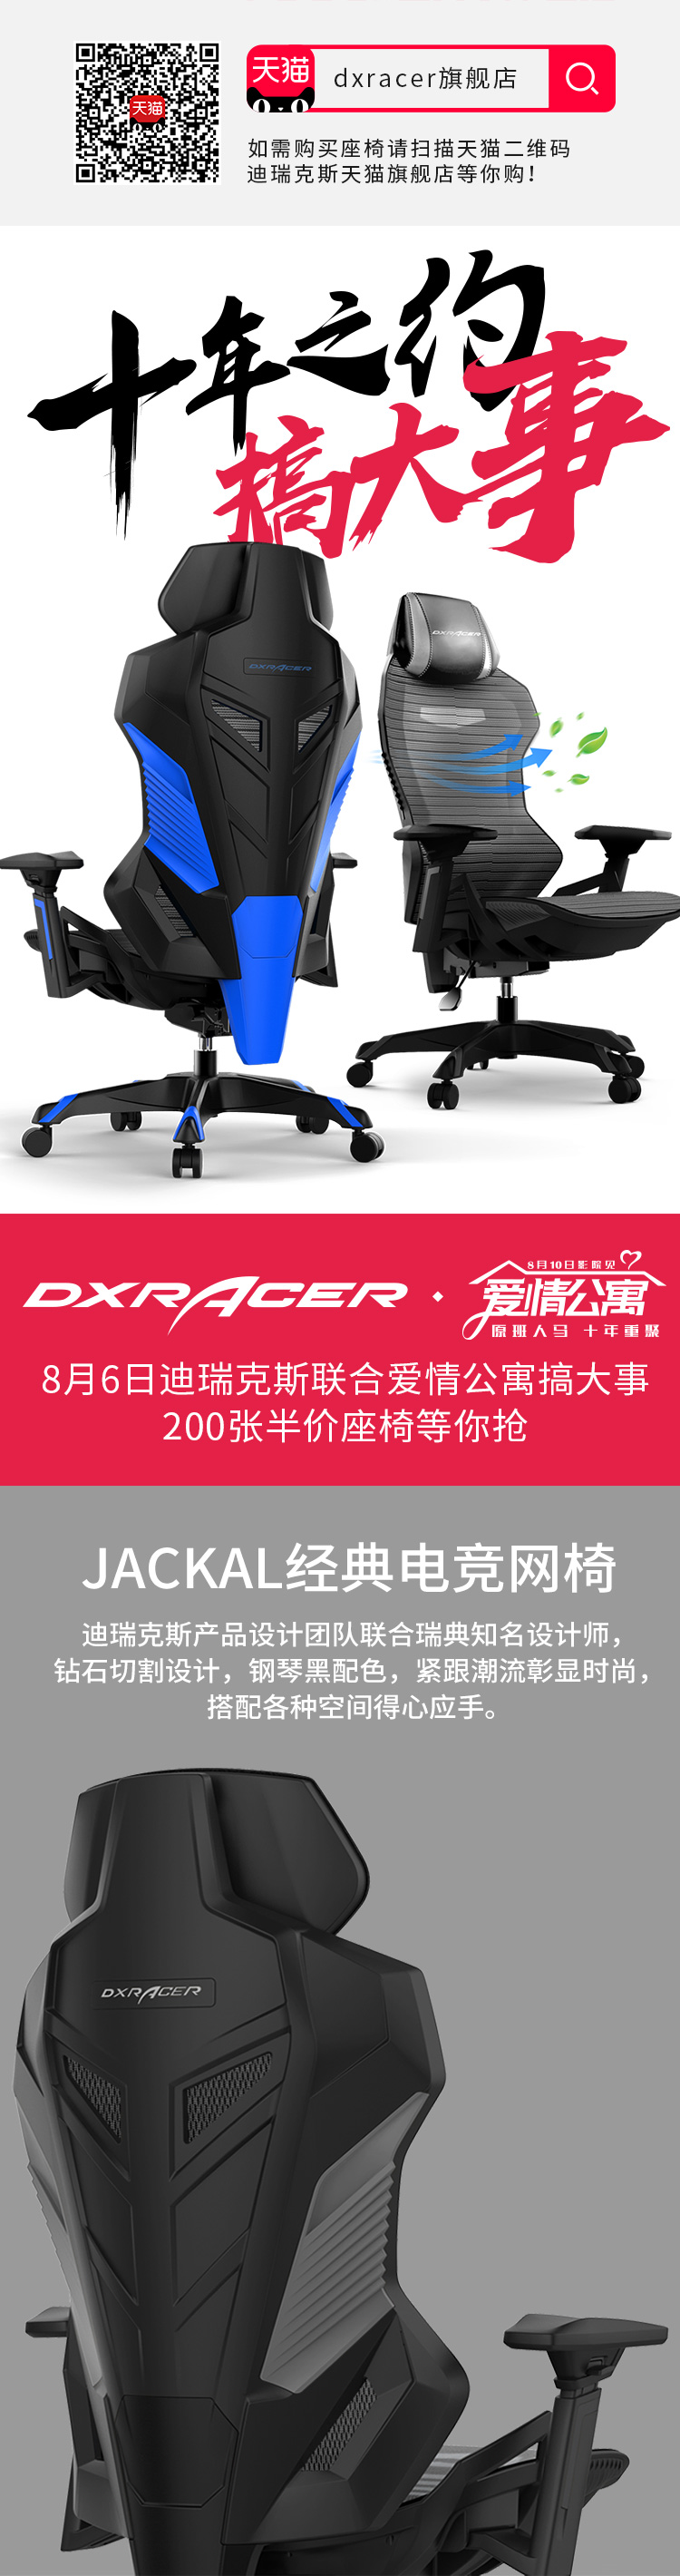 天猫
天猫
dxracer旗舰店
如需购买座椅请扫描天猫二维码
迪瑞克斯天猫旗舰店等你购!
十年之约
搞大事
DXRACER
DXRACER
DXRACER
8月10日影院见
爱情公寓
原班人马 十年重聚
8月6日迪瑞克斯联合爱情公寓搞大事
200张半价座椅等你抢
JACKAL经典电竞网椅
迪瑞克斯产品设计团队联合瑞典知名设计师，
钻石切割设计，钢琴黑配色，紧跟潮流彰显时尚，
搭配各种空间得心应手。
DXRACER